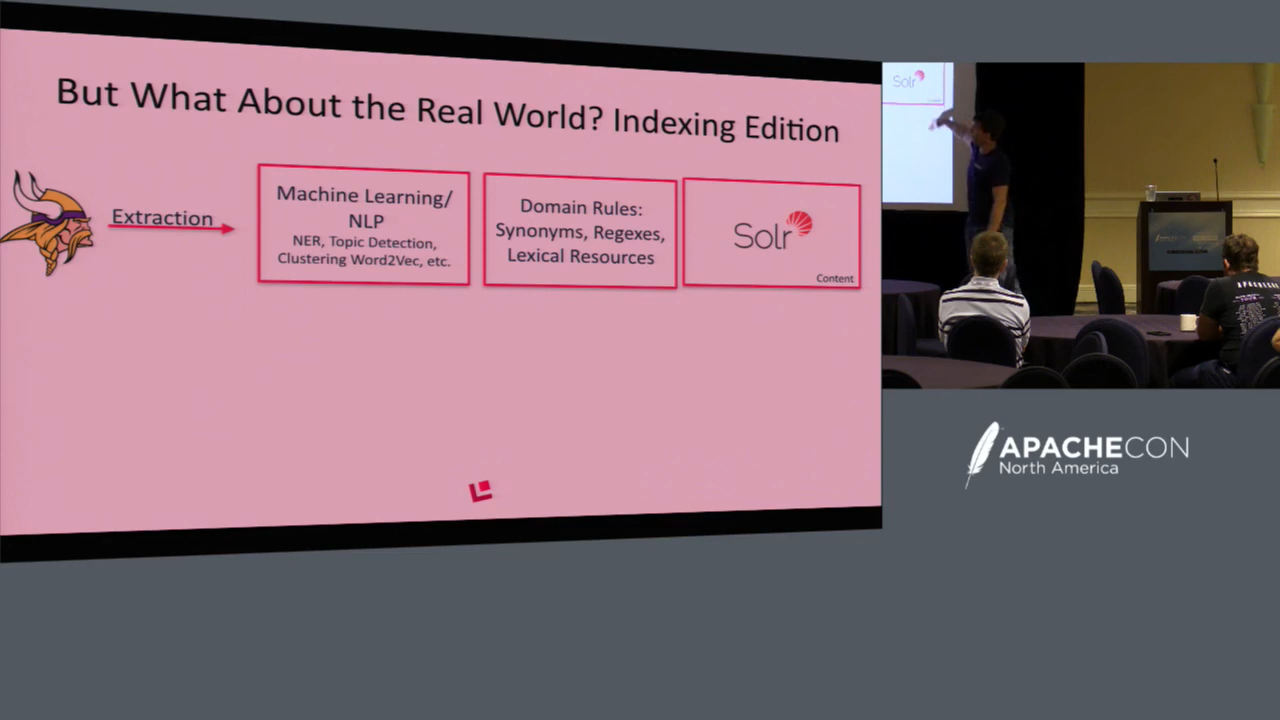 But What About the Real World? Indexing Edition
Extraction
Machine Learning/
NLP
NER, Topic Detection,
Clustering Word2Vec, etc.
Domain Rules:
Synonyms, Regexes,
Lexical Resources
Solr
Content
Solr
APACHECON
North America